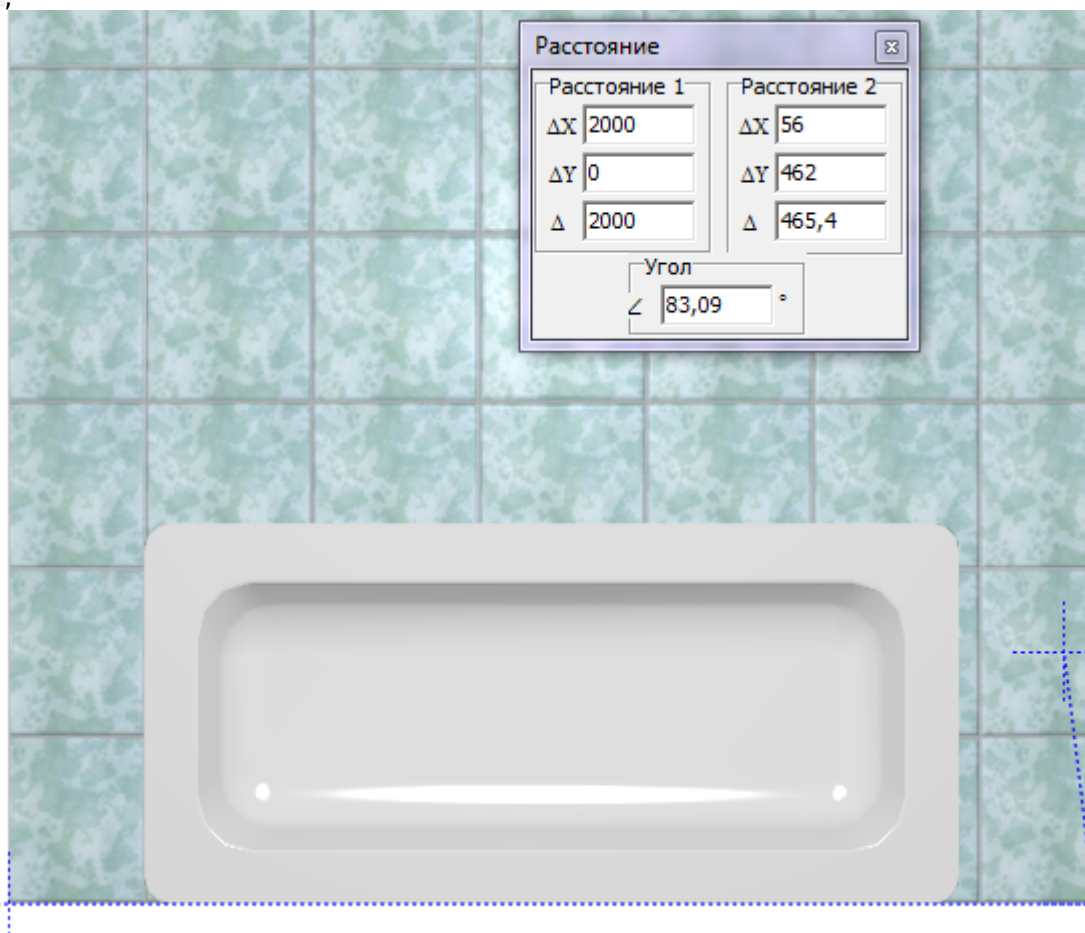 ,
Расстояние
Расстояние 1
ΔX 2000
ΔY 0
Δ 2000
Расстояние 2
ΔX 56
ΔY 462
Δ 465,4
Угол
∠ 83,09 °